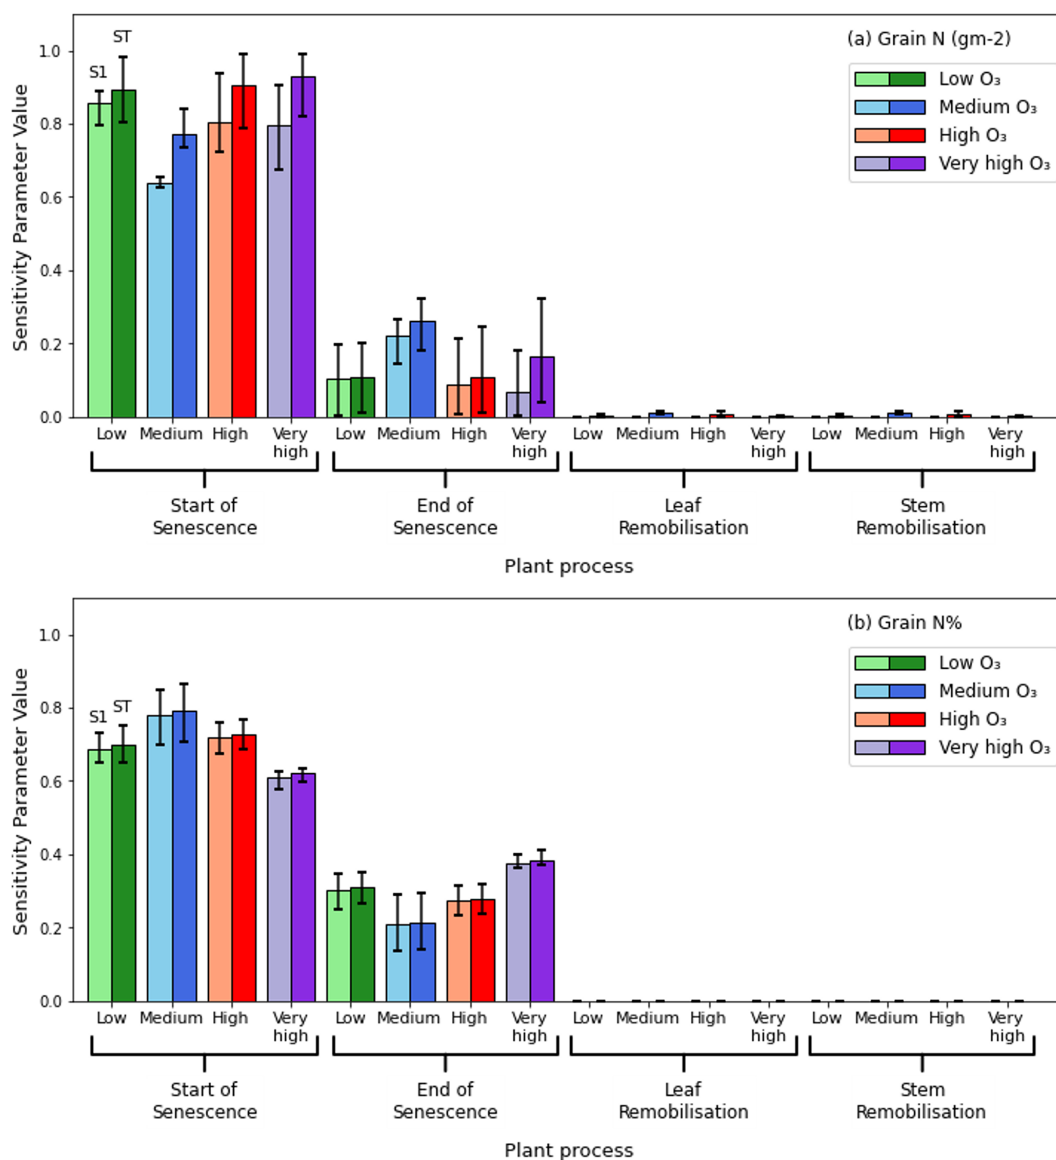 (a) Grain N (gm-2)
Low O₃
Medium O₃
High O₃
Very high O₃
S1
ST
Sensitivity Parameter Value
1.0
0.8
0.6
0.4
0.2
0.0
Low Medium High Very high Low Medium High Very high Low Medium High Very high Low Medium High Very high
Start of Senescence
End of Senescence
Leaf Remobilisation
Stem Remobilisation
Plant process
(b) Grain N%
Low O₃
Medium O₃
High O₃
Very high O₃
S1
ST
Sensitivity Parameter Value
1.0
0.8
0.6
0.4
0.2
0.0
Low Medium High Very high Low Medium High Very high Low Medium High Very high Low Medium High Very high
Start of Senescence
End of Senescence
Leaf Remobilisation
Stem Remobilisation
Plant process